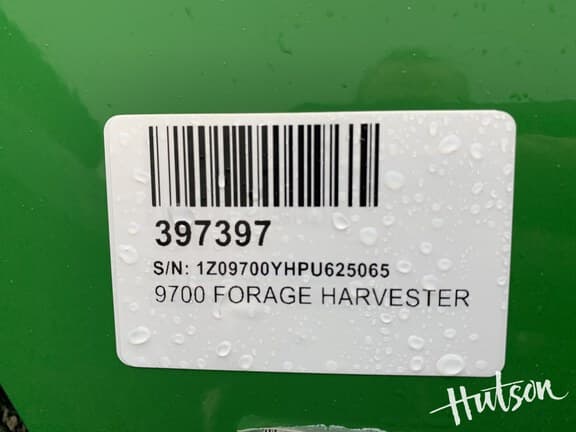 397397
S/N: 1Z09700YHPU625065
9700 FORAGE HARVESTER
Hutson